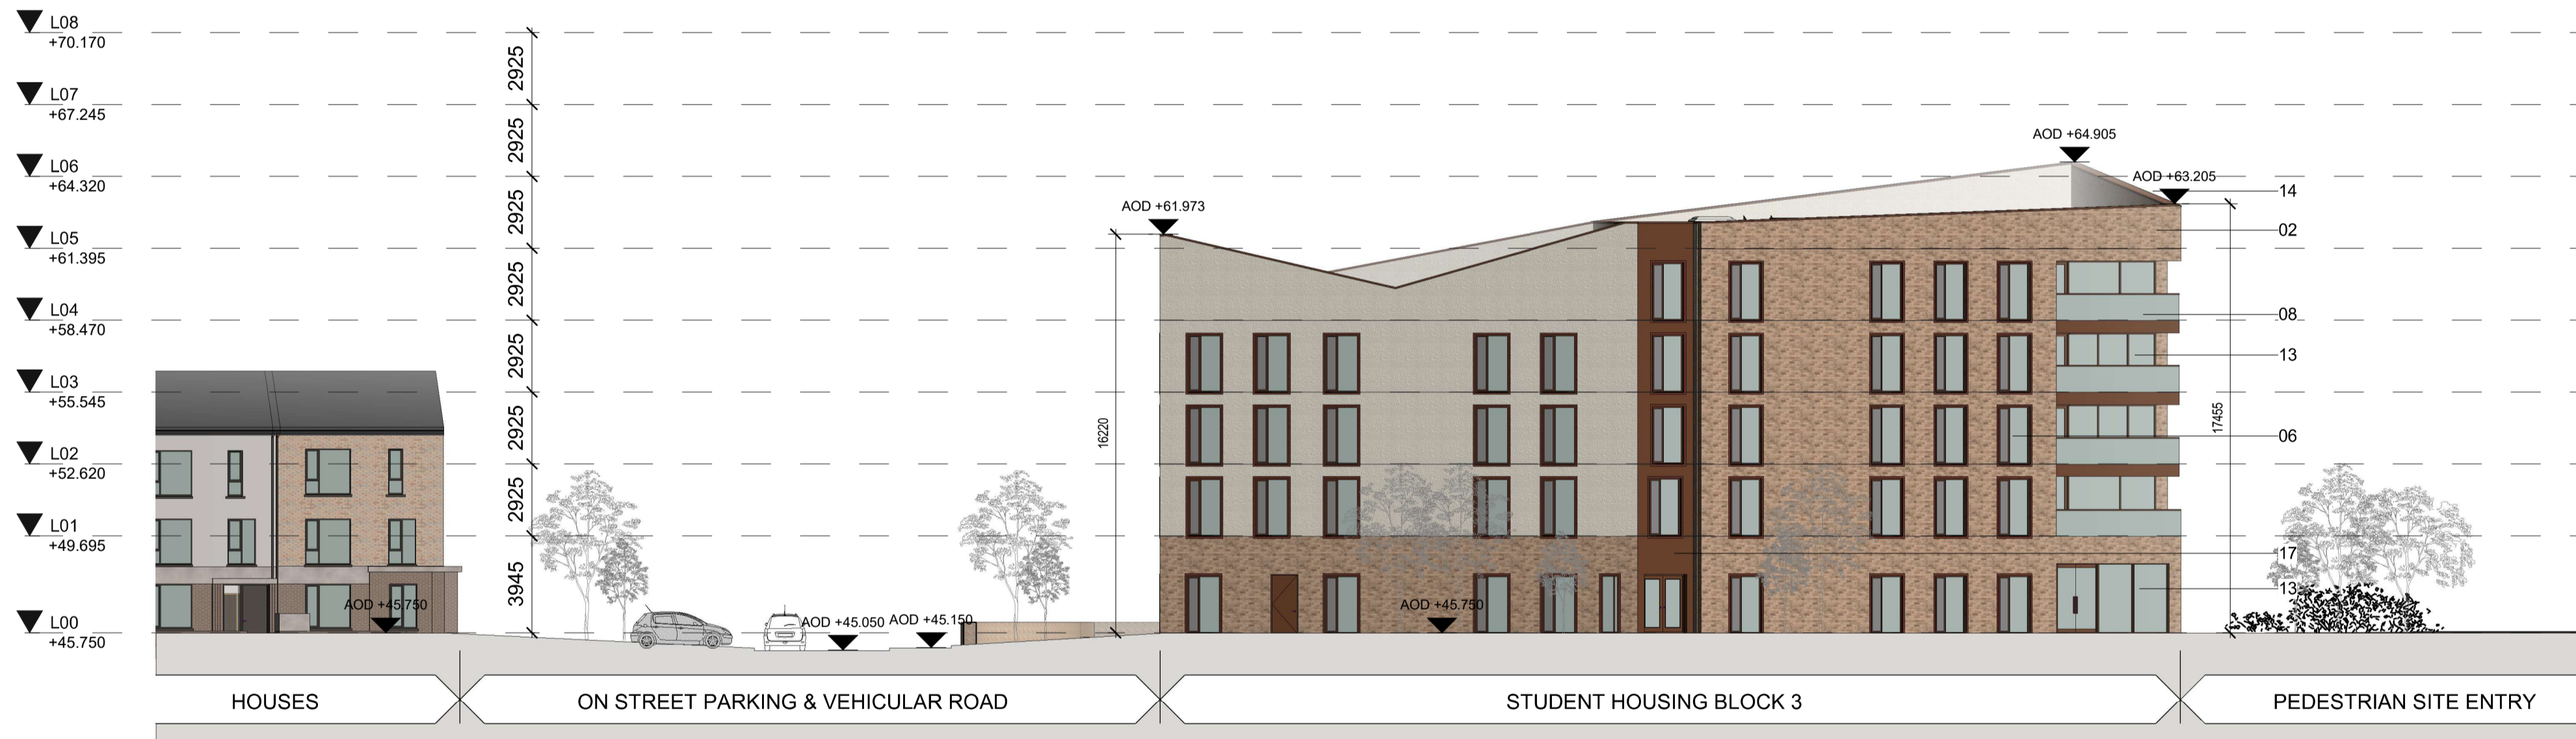 L08
+70.170
L07
+67.245
L06
+64.320
L05
+61.395
L04
+58.470
L03
+55.545
L02
+52.620
L01
+49.695
L00
+45.750
2925
2925
2925
2925
2925
2925
2925
3945
AOD +45.750
AOD +45.050
AOD +45.150
16220
AOD +61.973
AOD +45.750
AOD +64.905
AOD +63.205
17455
14
02
08
13
06
17
13
HOUSES
ON STREET PARKING & VEHICULAR ROAD
STUDENT HOUSING BLOCK 3
PEDESTRIAN SITE ENTRY